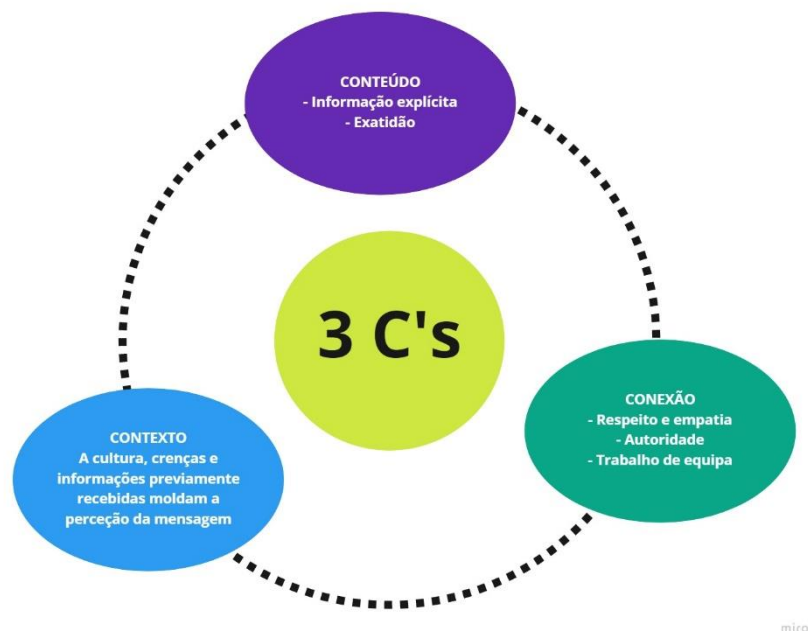 CONTEÚDO
- Informação explícita
- Exatidão
3 C's
CONEXÃO
- Respeito e empatia
- Autoridade
- Trabalho de equipa
CONTEXTO
A cultura, crenças e
informações previamente
recebidas moldam a
perceção da mensagem
miro